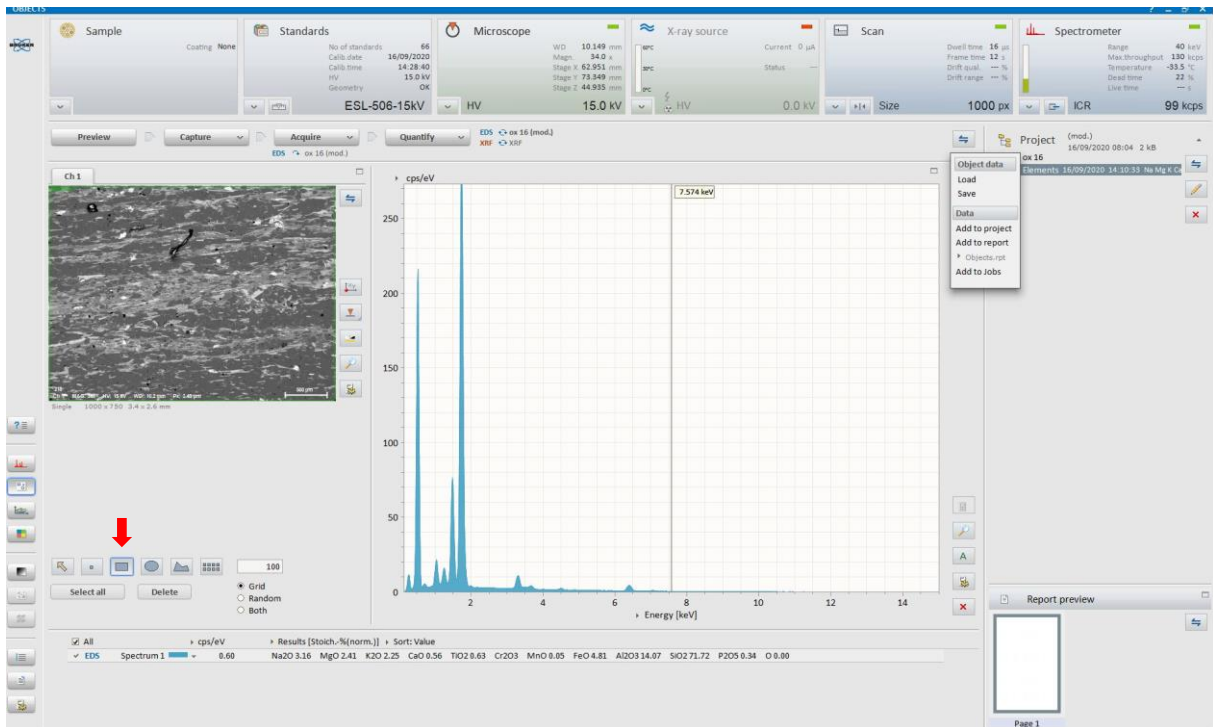 OBJECTS
BRUKER
Sample
Coating None
Standards
No of standards 66
Calib.date 16/09/2020
Calib.time 14:28:40
HV 15.0 kV
Geometry OK
ESL-506-15kV
Microscope
WD 10.149 mm
Magn. 34.0 x
Stage X 62.951 mm
Stage Y 73.349 mm
Stage Z 44.935 mm
HV 15.0 kV
X-ray source
Current 0 µA
Status ---
HV 0.0 kV
Scan
Dwell time 16 µs
Frame time 12 s
Drift qual. --- %
Drift range --- %
Size 1000 px
Spectrometer
Range 40 keV
Max.throughput 130 kcps
Temperature -33.5 °C
Dead time 22 %
Live time --- s
ICR 99 kcps
Preview
Capture
Acquire
Quantify
EDS ox 16 (mod.)
XRF XRF
EDS ox 16 (mod.)
Project (mod.)
16/09/2020 08:04 2 kB
ox 16
Elements 16/09/2020 14:10:33 Na Mg K Ca
Object data
Load
Save
Data
Add to project
Add to report
Objects.rpt
Add to Jobs
Ch 1
Single 1000 x 750 3.4 x 2.6 mm
cps/eV
7.574 keV
250
200
150
100
50
0
2 4 6 8 10 12 14
Energy [keV]
100
Grid
Random
Both
Select all
Delete
A
All cps/eV Results [Stoich.-%(norm.)] Sort: Value
EDS Spectrum 1 0.60 Na2O 3.16 MgO 2.41 K2O 2.25 CaO 0.56 TiO2 0.63 Cr2O3 MnO 0.05 FeO 4.81 Al2O3 14.07 SiO2 71.72 P2O5 0.34 O 0.00
Report preview
Page 1